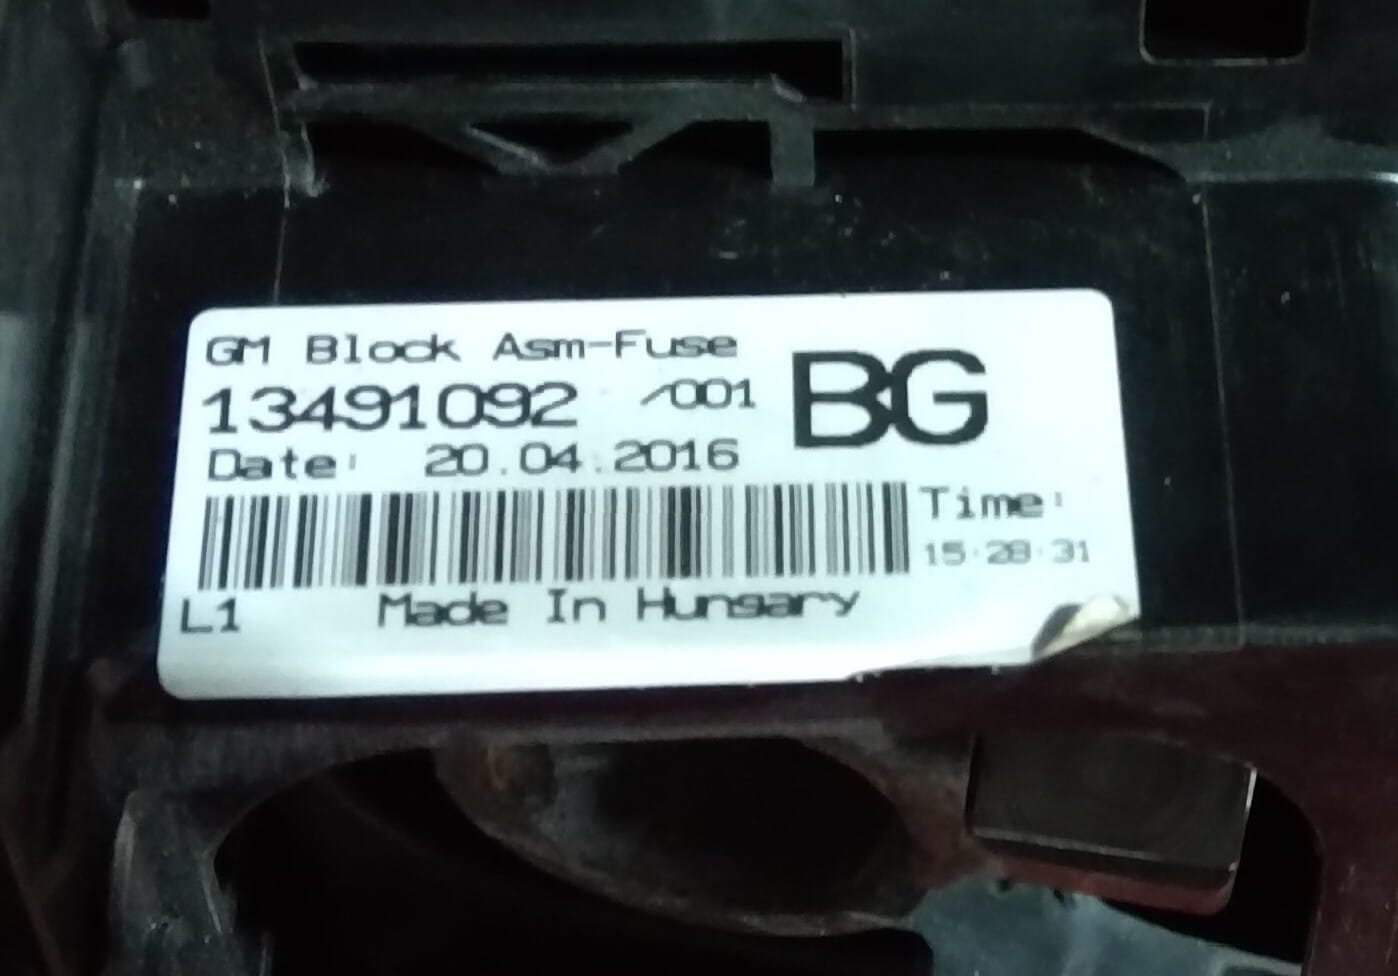 GM Block Asm-Fuse
13491092 /001
BG
Date: 20.04.2016
Time:
15:28:31
L1 Made In Hungary